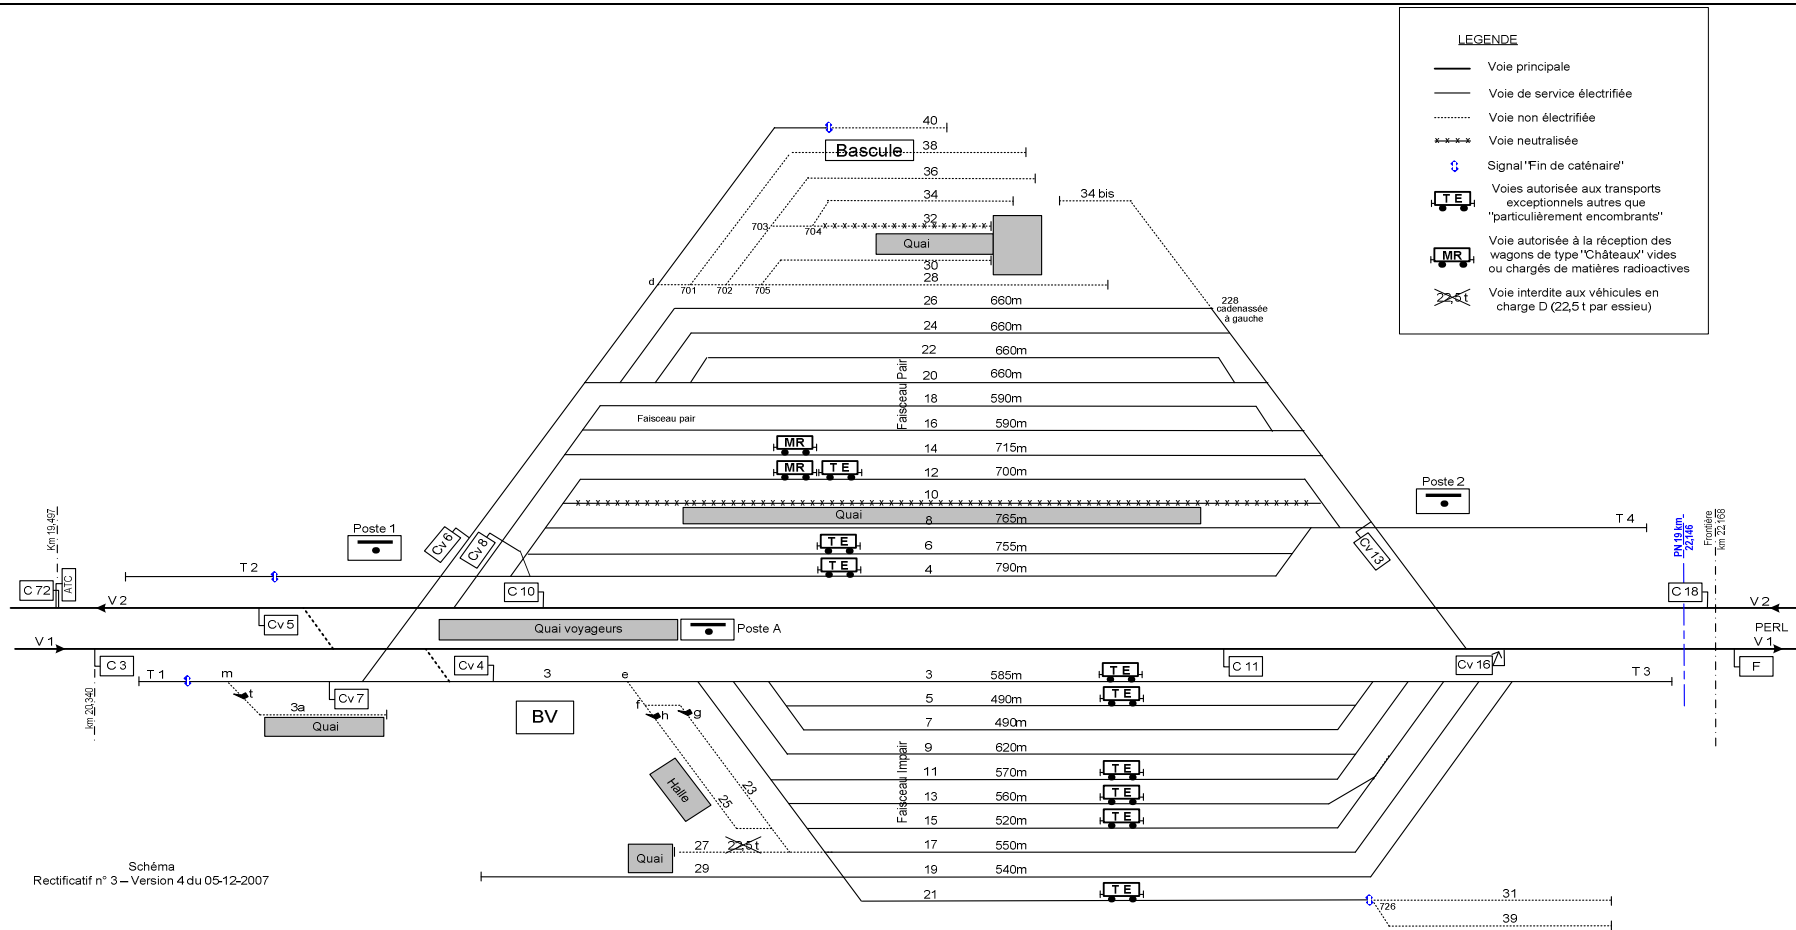 LEGENDE
Voie principale
Voie de service électrifiée
Voie non électrifiée
Voie neutralisée
Signal "Fin de caténaire"
T E
Voies autorisée aux transports
exceptionnels autres que
"particulièrement encombrants"
MR
Voie autorisée à la réception des
wagons de type "Châteaux" vides
ou chargés de matières radioactives
22,5 t
Voie interdite aux véhicules en
charge D (22,5 t par essieu)
40
Bascule
38
36
34
34 bis
32
703
704
Quai
30
28
d
701
702
705
228
cadenassée
à gauche
26 660m
24 660m
22 660m
Faisceau Pair
20 660m
18 590m
Faisceau pair
16 590m
MR
14 715m
MR
T E
12 700m
10
Quai
8 765m
T 4
Poste 2
Poste 1
Km 19,497
Cv 6
Cv 8
Cv 13
PN 19 km
22,146
Frontière
km 22,168
T E
6 755m
T 2
T E
4 790m
C 72
ATC
C 10
C 18
V 2
V 2
Cv 5
Quai voyageurs
Poste A
PERL
V 1
V 1
C 3
Cv 4
C 11
Cv 16
F
T 1
m
3
e
3 585m
T E
T 3
km 20,340
t
Cv 7
3a
Quai
BV
f
h
g
5 490m
T E
7 490m
Faisceau Impair
9 620m
11 570m
T E
Halle
23
25
13 560m
T E
15 520m
T E
Quai
27
22,5 t
17 550m
29
19 540m
21
T E
31
726
39
Schéma
Rectificatif n° 3 – Version 4 du 05-12-2007